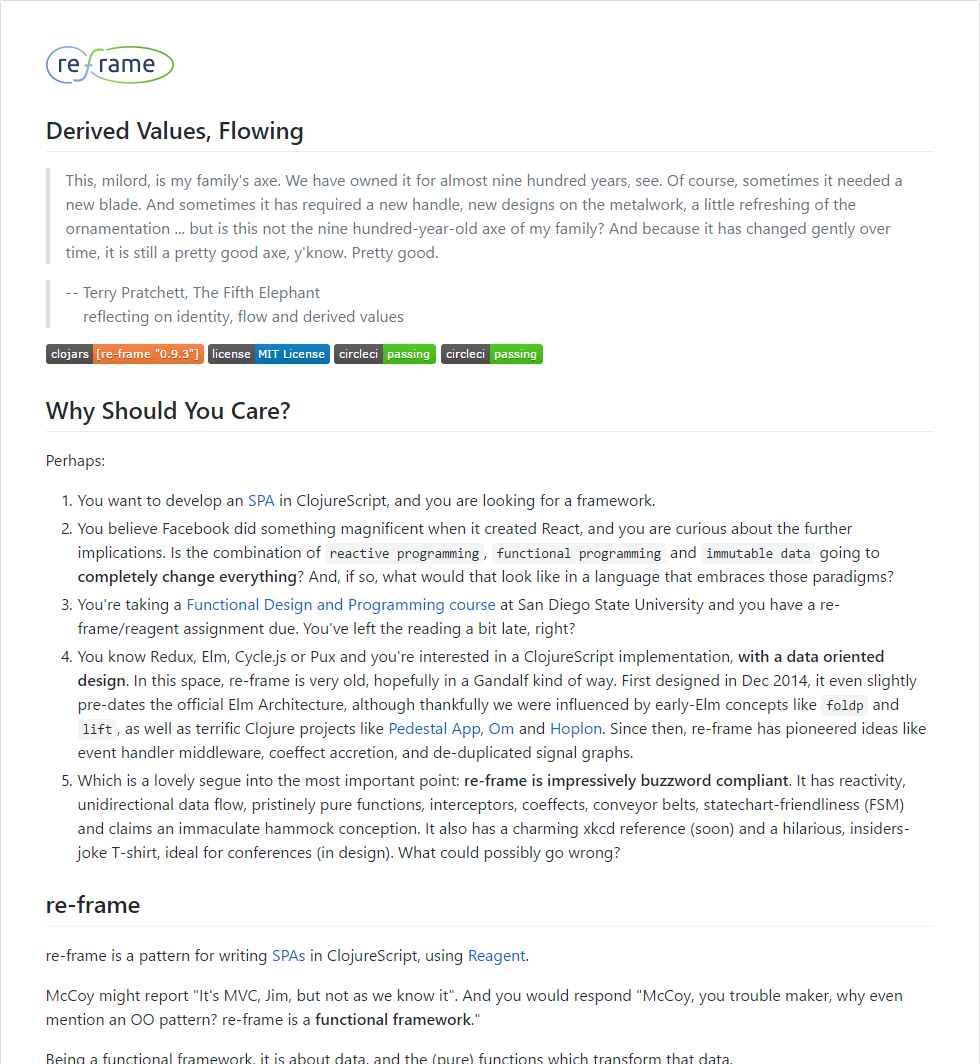 re-frame
Derived Values, Flowing
This, milord, is my family's axe. We have owned it for almost nine hundred years, see. Of course, sometimes it needed a
new blade. And sometimes it has required a new handle, new designs on the metalwork, a little refreshing of the
ornamentation ... but is this not the nine hundred-year-old axe of my family? And because it has changed gently over
time, it is still a pretty good axe, y'know. Pretty good.
-- Terry Pratchett, The Fifth Elephant
reflecting on identity, flow and derived values
clojars [re-frame "0.9.3"] license MIT License circleci passing circleci passing
Why Should You Care?
Perhaps:
1. You want to develop an SPA in ClojureScript, and you are looking for a framework.
2. You believe Facebook did something magnificent when it created React, and you are curious about the further
implications. Is the combination of reactive programming, functional programming and immutable data going to
completely change everything? And, if so, what would that look like in a language that embraces those paradigms?
3. You're taking a Functional Design and Programming course at San Diego State University and you have a re-
frame/reagent assignment due. You've left the reading a bit late, right?
4. You know Redux, Elm, Cycle.js or Pux and you're interested in a ClojureScript implementation, with a data oriented
design. In this space, re-frame is very old, hopefully in a Gandalf kind of way. First designed in Dec 2014, it even slightly
pre-dates the official Elm Architecture, although thankfully we were influenced by early-Elm concepts like foldp and
lift, as well as terrific Clojure projects like Pedestal App, Om and Hoplon. Since then, re-frame has pioneered ideas like
event handler middleware, coeffect accretion, and de-duplicated signal graphs.
5. Which is a lovely segue into the most important point: re-frame is impressively buzzword compliant. It has reactivity,
unidirectional data flow, pristinely pure functions, interceptors, coeffects, conveyor belts, statechart-friendliness (FSM)
and claims an immaculate hammock conception. It also has a charming xkcd reference (soon) and a hilarious, insiders-
joke T-shirt, ideal for conferences (in design). What could possibly go wrong?
re-frame
re-frame is a pattern for writing SPAs in ClojureScript, using Reagent.
McCoy might report "It's MVC, Jim, but not as we know it". And you would respond "McCoy, you trouble maker, why even
mention an OO pattern? re-frame is a functional framework."
Being a functional framework, it is about data, and the (pure) functions which transform that data.